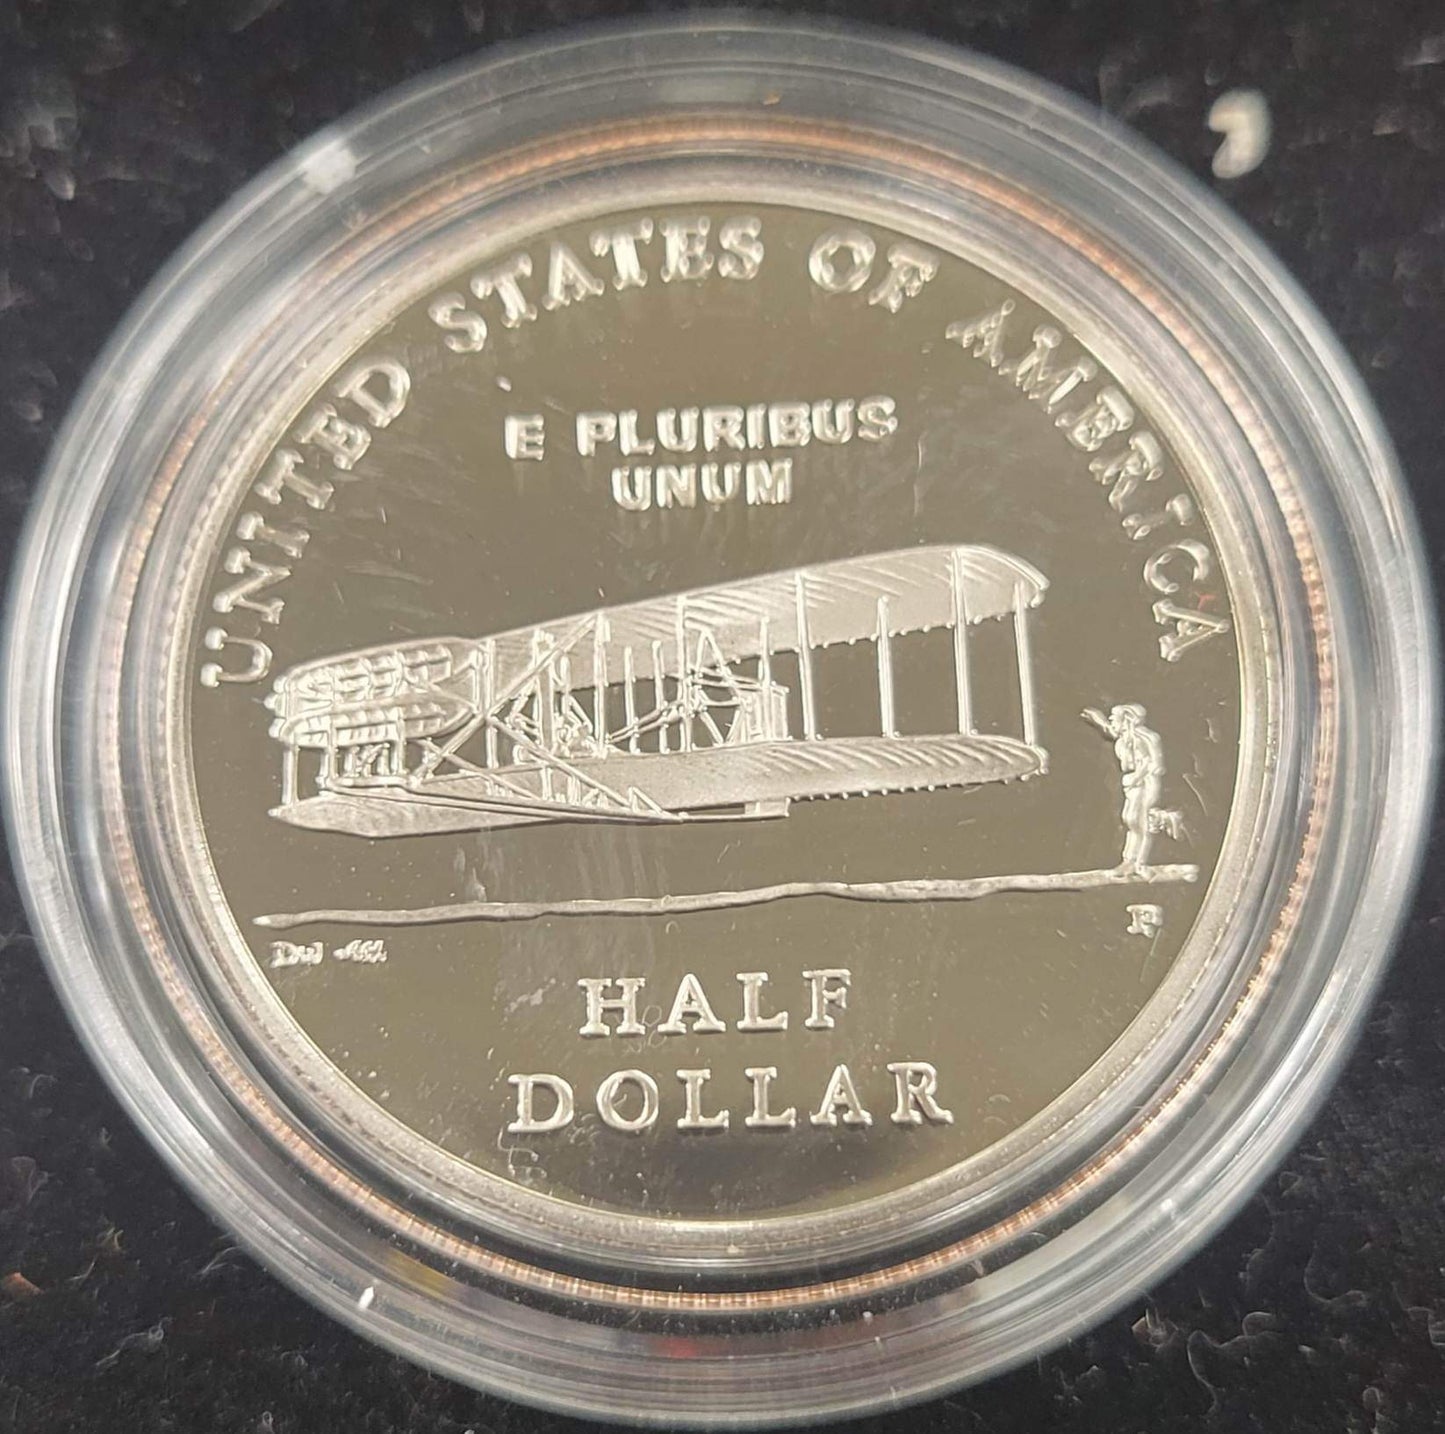 UNITED STATES OF AMERICA
E PLURIBUS
UNUM
P
HALF
DOLLAR